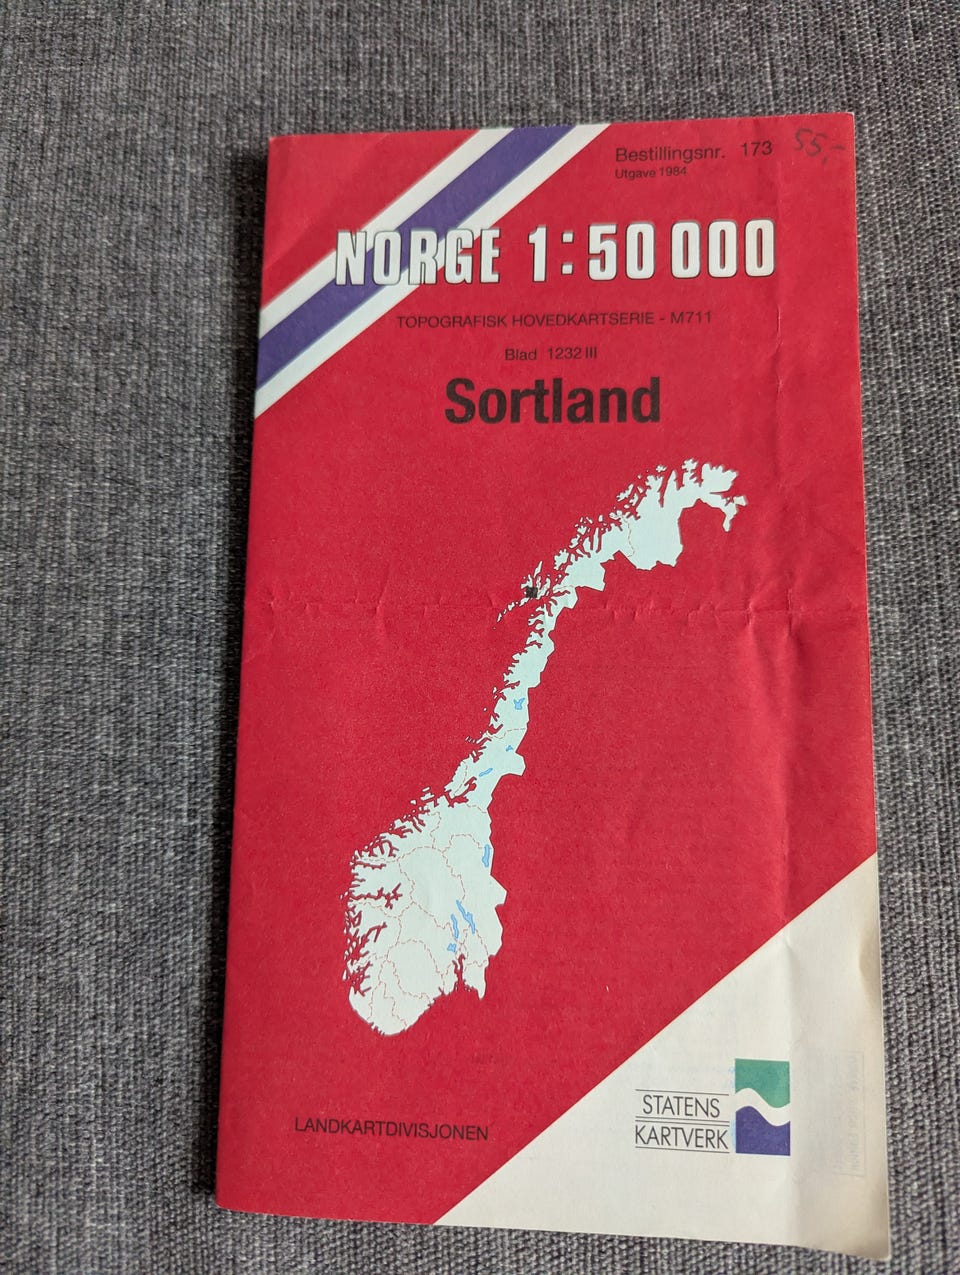 Bestillingsnr. 173
55,-
Utgave 1984
NORGE 1:50 000
TOPOGRAFISK HOVEDKARTSERIE - M711
Blad 1232 III
Sortland
LANDKARTDIVISJONEN
STATENS
KARTVERK